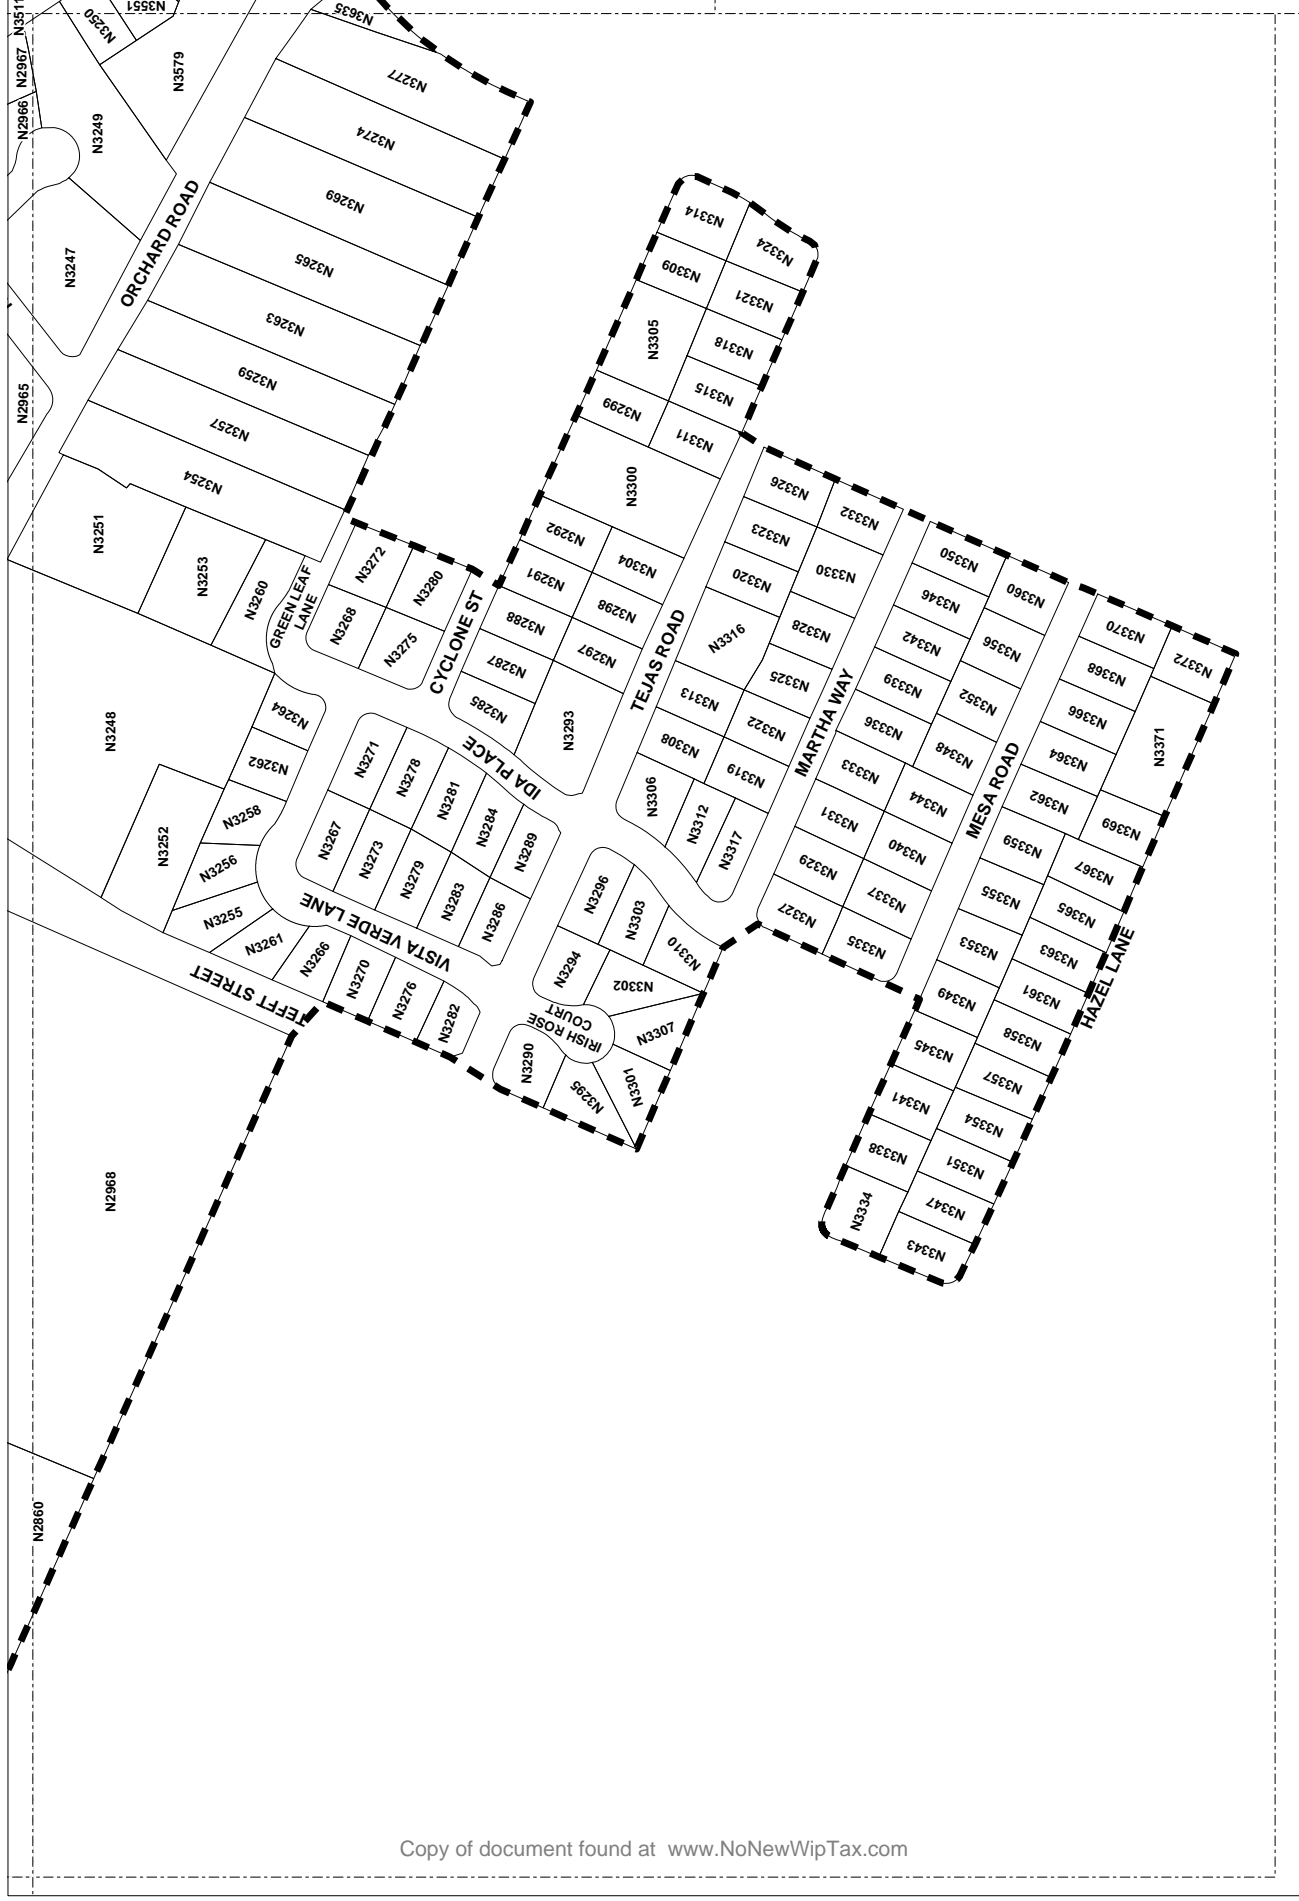 N3511
N3250
N3551
N3635
N2967
N3579
N3277
N2966
N3249
N3274
ORCHARD ROAD
N3269
N3247
N3265
N3263
N3259
N2965
N3257
N3254
N3251
N3253
N3260
GREEN LEAF
LANE
N3272
N3280
N3268
N3275
CYCLONE ST
N3314
N3324
N3309
N3321
N3305
N3318
N3315
N3299
N3311
N3300
N3292
N3304
N3291
N3298
N3288
N3297
N3287
N3285
N3293
TEJAS ROAD
IDA PLACE
N3326
N3332
N3323
N3330
N3320
N3316
N3328
N3325
N3313
N3322
N3308
N3319
N3306
N3312
N3317
MARTHA WAY
N3350
N3360
N3346
N3356
N3342
N3352
N3339
N3348
N3336
N3344
N3333
N3340
N3331
N3337
N3329
N3335
N3327
MESA ROAD
N3370
N3372
N3368
N3366
N3371
N3364
N3362
N3369
N3359
N3367
N3355
N3365
N3353
N3363
N3349
N3361
HAZEL LANE
N3358
N3345
N3357
N3341
N3354
N3338
N3351
N3334
N3347
N3343
N3248
N3264
N3262
N3258
N3252
N3256
N3255
N3261
N3266
N3270
N3276
N3282
VISTA VERDE LANE
TEFFT STREET
N3271
N3278
N3281
N3284
N3289
N3267
N3273
N3279
N3283
N3286
N3296
N3303
N3310
N3294
N3302
IRISH ROSE
COURT
N3307
N3290
N3295
N3301
N2968
N2860
Copy of document found at www.NoNewWipTax.com